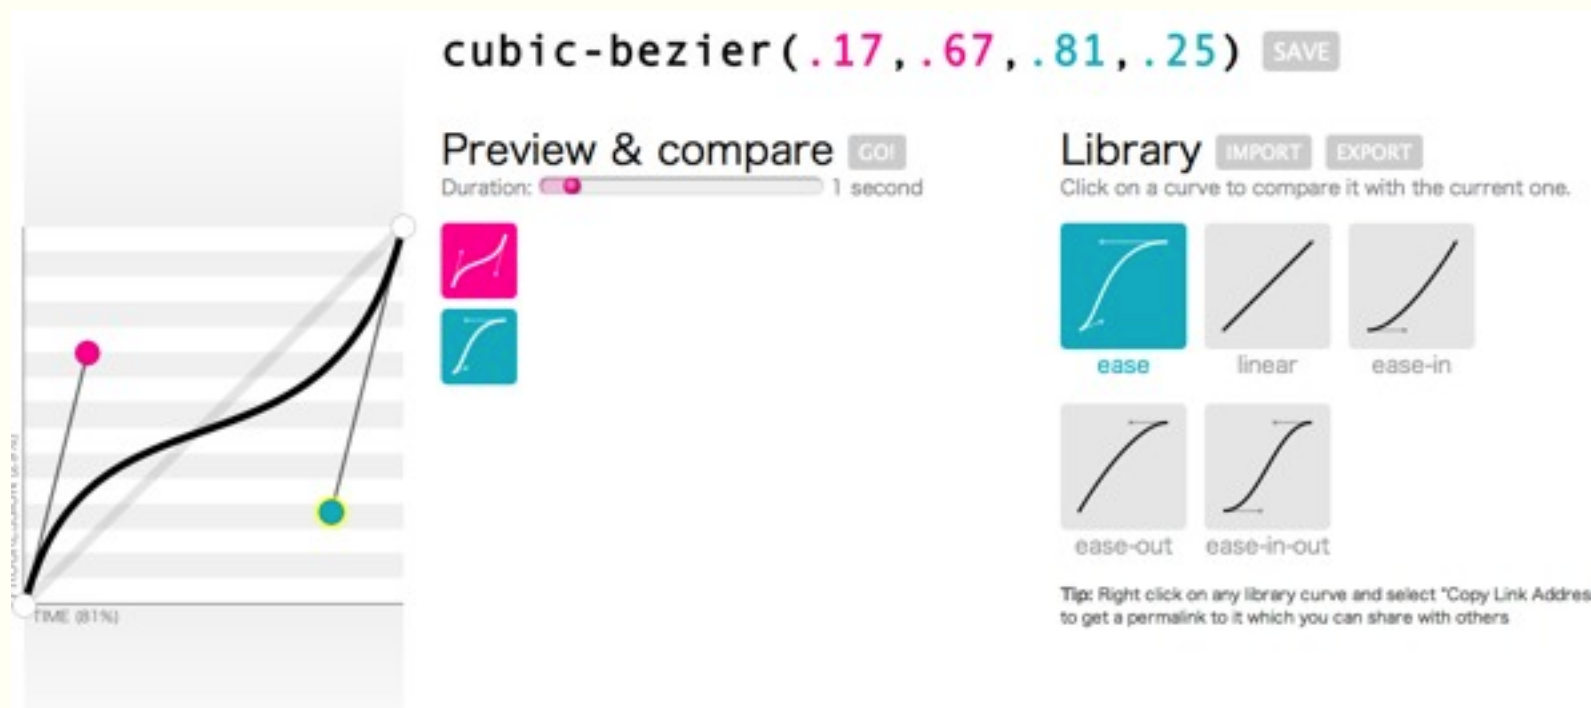 cubic-bezier(.17,.67,.81,.25) SAVE
Preview & compare GO!
Duration: 1 second
Library IMPORT EXPORT
Click on a curve to compare it with the current one.
ease linear ease-in
ease-out ease-in-out
Tip: Right click on any library curve and select "Copy Link Addres
to get a permalink to it which you can share with others
TIME (81%)